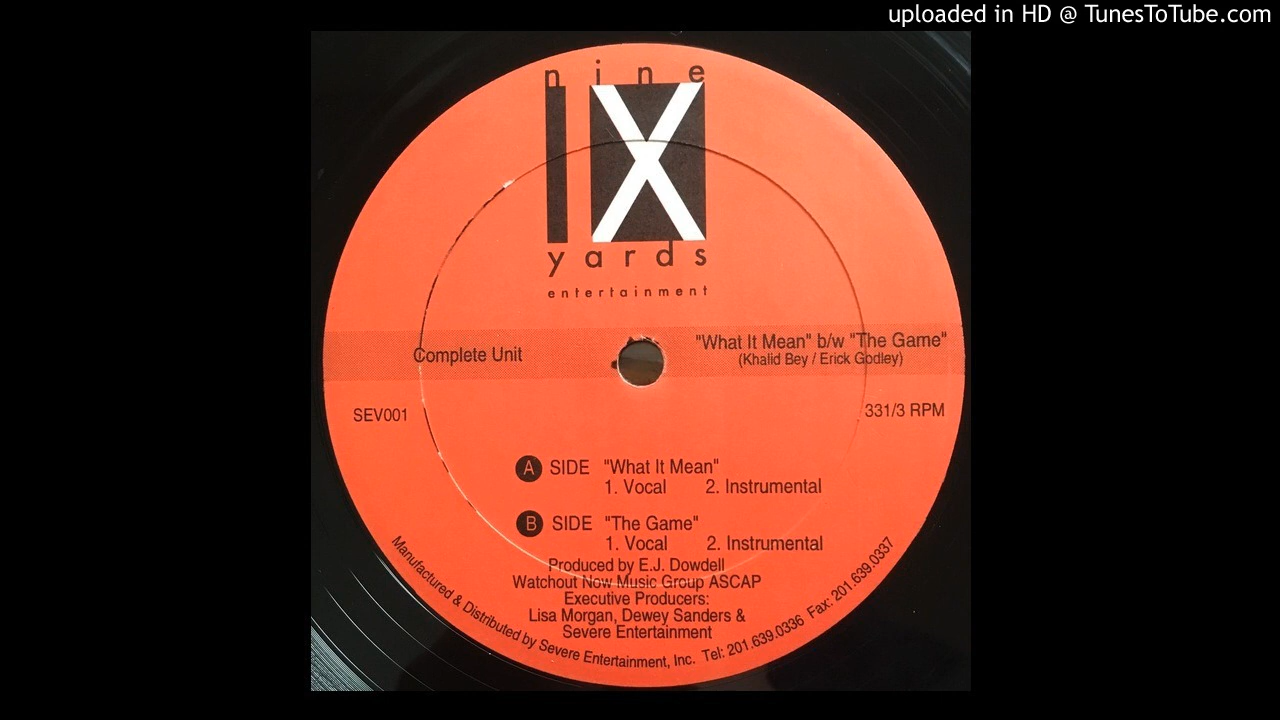 uploaded in HD @ TunesToTube.com
nine
IX
yards
entertainment
Complete Unit
"What It Mean" b/w "The Game"
(Khalid Bey / Erick Godley)
SEV001
331/3 RPM
A SIDE "What It Mean"
1. Vocal 2. Instrumental
B SIDE "The Game"
1. Vocal 2. Instrumental
Produced by E.J. Dowdell
Watchout Now Music Group ASCAP
Executive Producers:
Lisa Morgan, Dewey Sanders &
Severe Entertainment
Manufactured & Distributed by Severe Entertainment, Inc. Tel: 201.639.0336 Fax: 201.639.0337